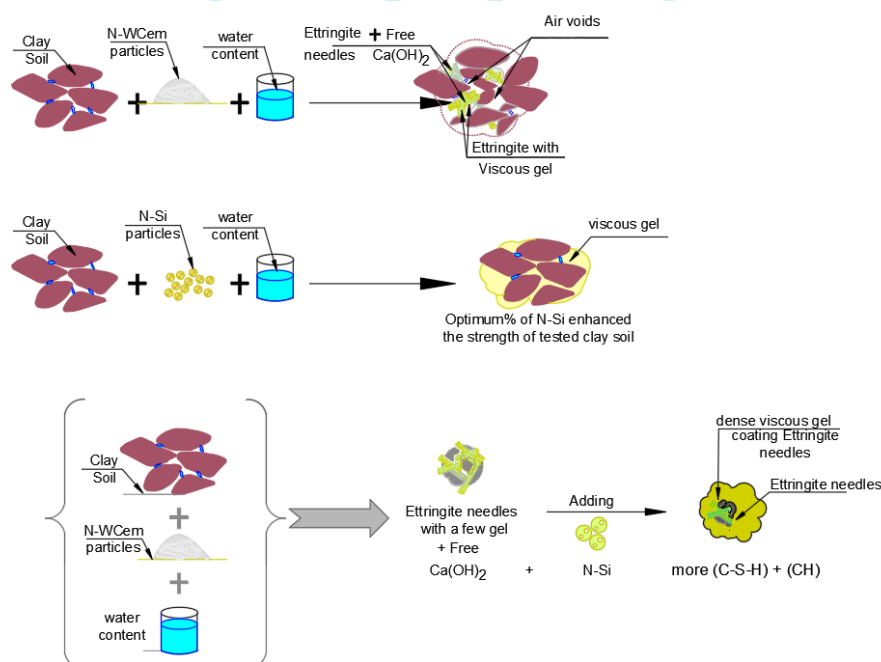 Clay
Soil
N-WCem
particles
water
content
Ettringite + Free
needles Ca(OH)2
Air voids
Ettringite with
Viscous gel
Clay
Soil
N-Si
particles
water
content
viscous gel
Optimum% of N-Si enhanced
the strength of tested clay soil
Clay
Soil
N-WCem
particles
water
content
Ettringite needles
with a few gel
+ Free
Ca(OH)2 + N-Si more (C-S-H) + (CH)
Adding
dense viscous gel
coating Ettringite
needles
Ettringite needles